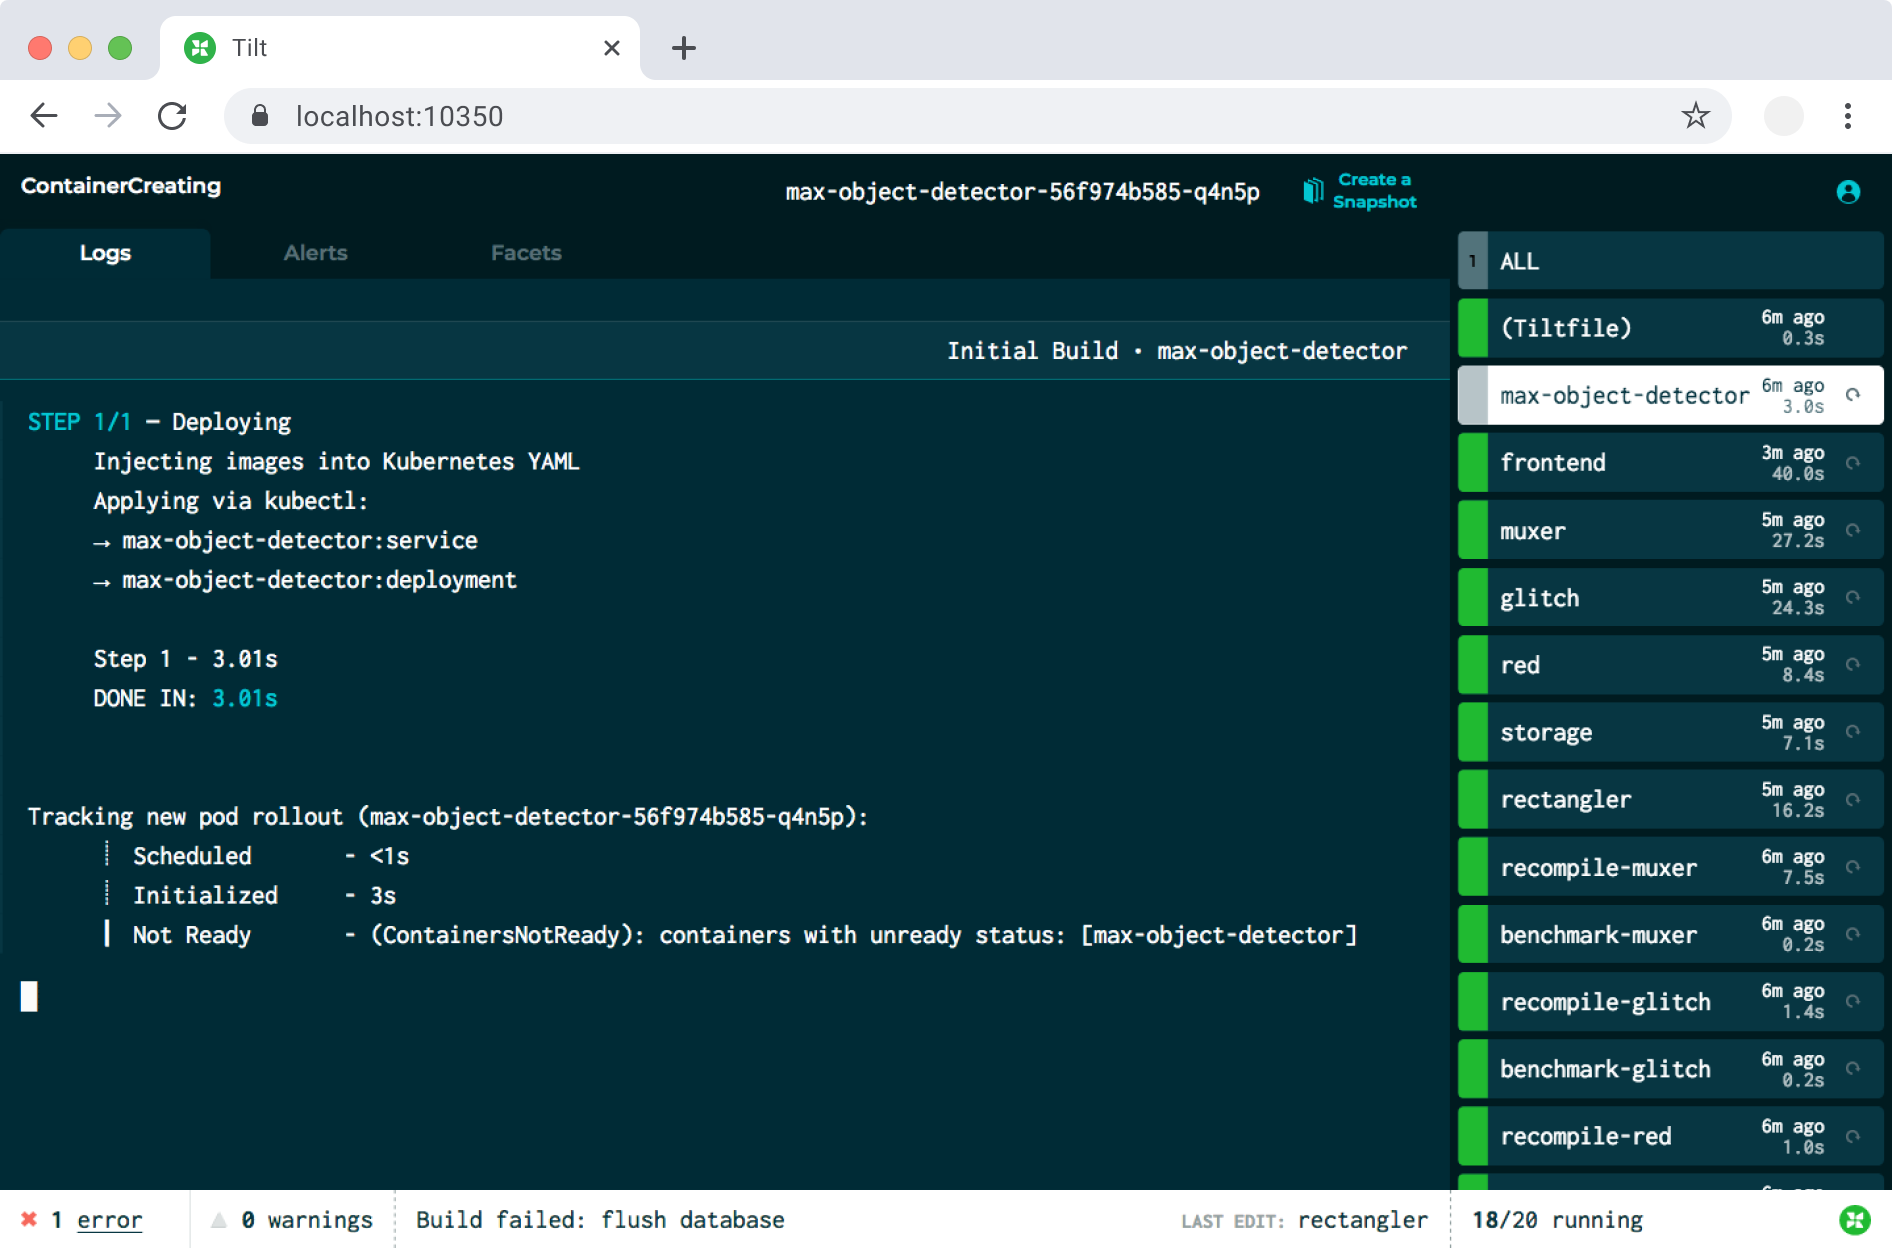 Tilt
localhost:10350
ContainerCreating
max-object-detector-56f974b585-q4n5p
Create a
Snapshot
Logs
Alerts
Facets
Initial Build • max-object-detector
STEP 1/1 — Deploying
Injecting images into Kubernetes YAML
Applying via kubectl:
→ max-object-detector:service
→ max-object-detector:deployment
Step 1 - 3.01s
DONE IN: 3.01s
Tracking new pod rollout (max-object-detector-56f974b585-q4n5p):
┊ Scheduled - <1s
┊ Initialized - 3s
┃ Not Ready - (ContainersNotReady): containers with unready status: [max-object-detector]
1 ALL
(Tiltfile) 6m ago
0.3s
max-object-detector 6m ago
3.0s
frontend 3m ago
40.0s
muxer 5m ago
27.2s
glitch 5m ago
24.3s
red 5m ago
8.4s
storage 5m ago
7.1s
rectangler 5m ago
16.2s
recompile-muxer 6m ago
7.5s
benchmark-muxer 6m ago
0.2s
recompile-glitch 6m ago
1.4s
benchmark-glitch 6m ago
0.2s
recompile-red 6m ago
1.0s
1 error
0 warnings
Build failed: flush database
LAST EDIT: rectangler
18/20 running